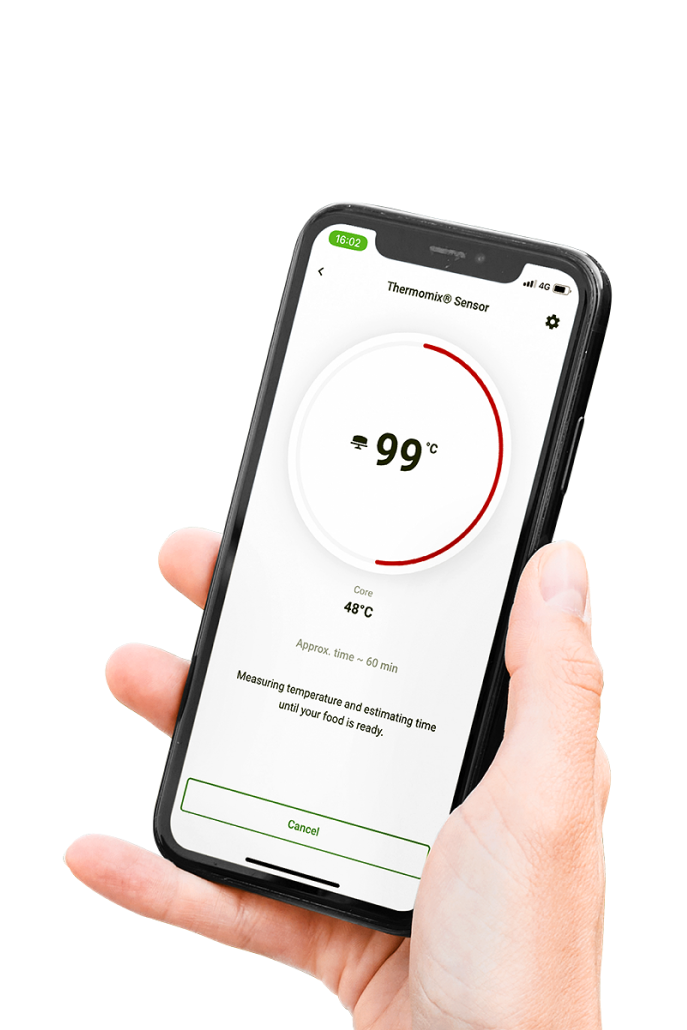 16:02
4G
Thermomix® Sensor
99 °C
Core
48°C
Approx. time ~ 60 min
Measuring temperature and estimating time
until your food is ready.
Cancel